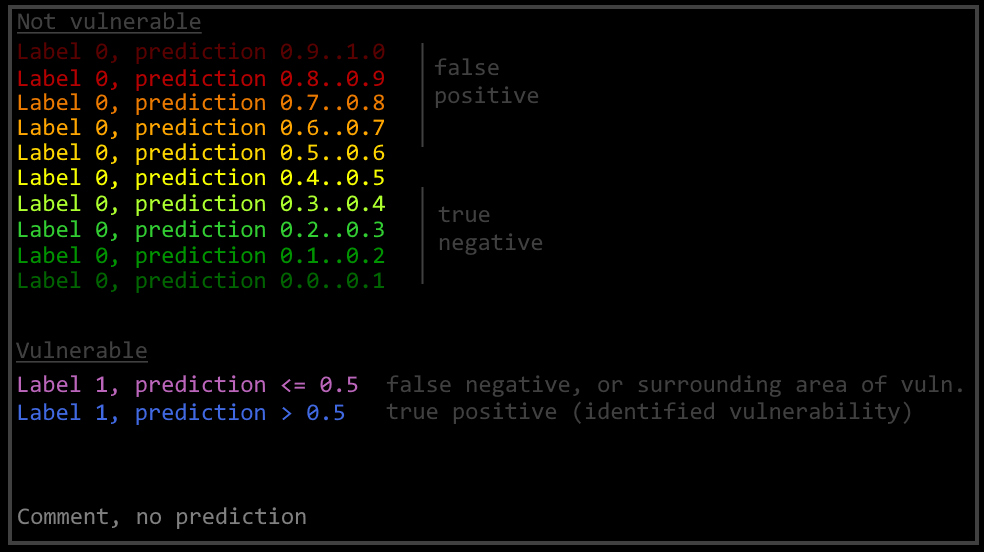 Not vulnerable
Label 0, prediction 0.9..1.0
Label 0, prediction 0.8..0.9
false
positive
Label 0, prediction 0.7..0.8
Label 0, prediction 0.6..0.7
Label 0, prediction 0.5..0.6
Label 0, prediction 0.4..0.5
Label 0, prediction 0.3..0.4
true
negative
Label 0, prediction 0.2..0.3
Label 0, prediction 0.1..0.2
Label 0, prediction 0.0..0.1
Vulnerable
Label 1, prediction <= 0.5 false negative, or surrounding area of vuln.
Label 1, prediction > 0.5 true positive (identified vulnerability)
Comment, no prediction